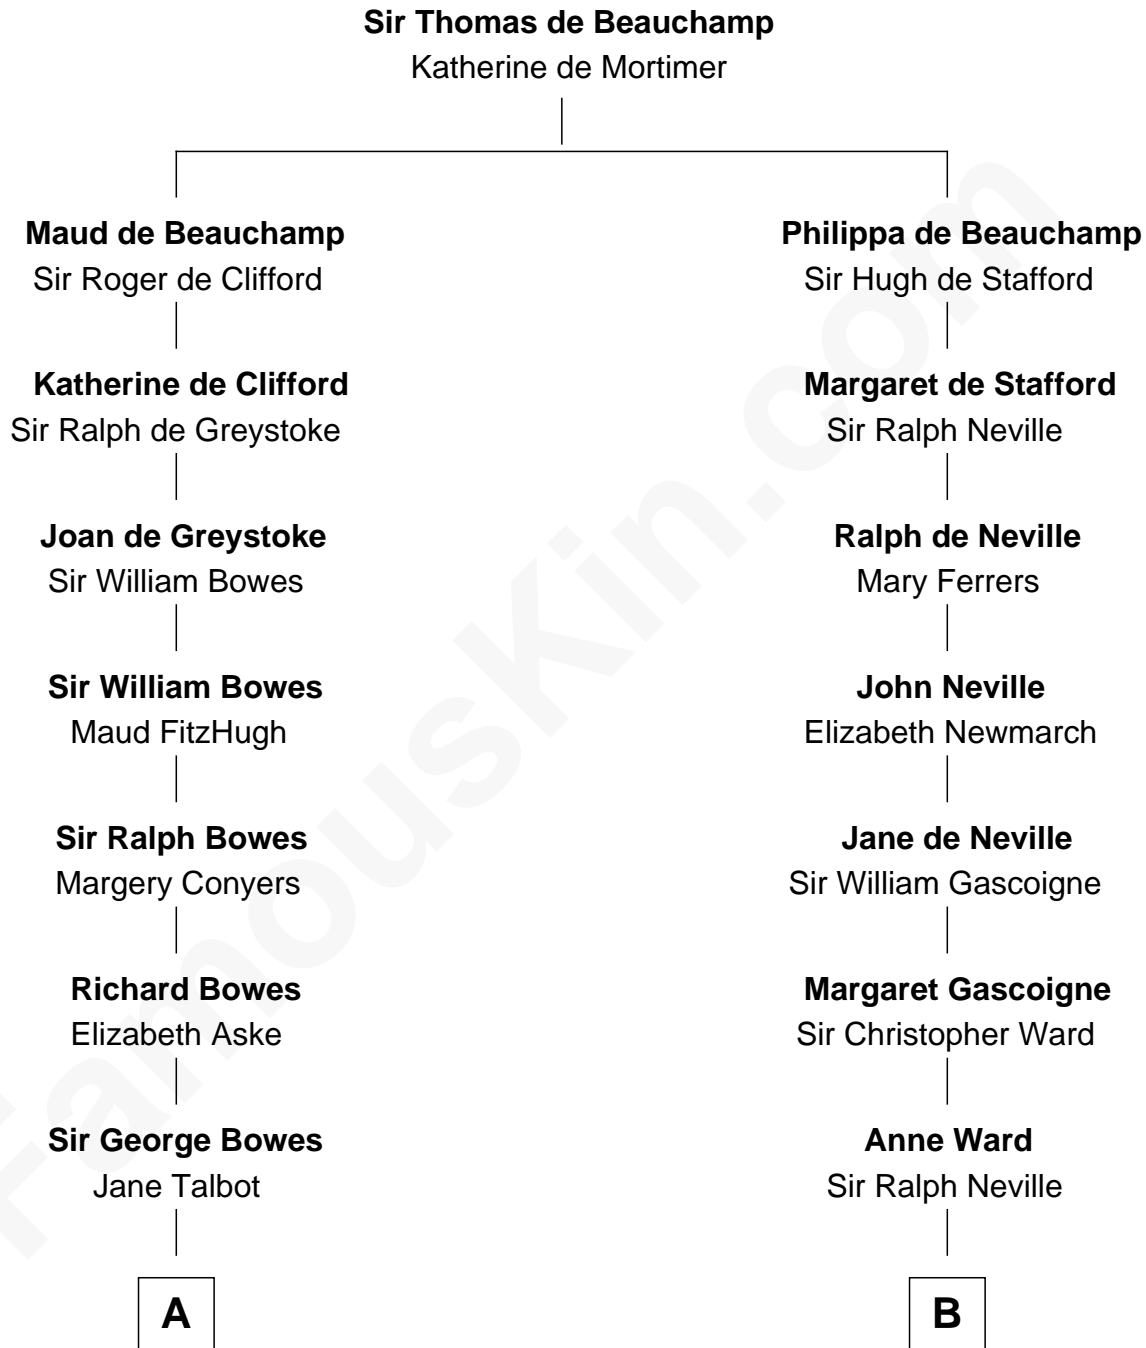 Sir Thomas de Beauchamp
Katherine de Mortimer
Maud de Beauchamp
Sir Roger de Clifford
Philippa de Beauchamp
Sir Hugh de Stafford
Katherine de Clifford
Sir Ralph de Greystoke
Margaret de Stafford
Sir Ralph Neville
Joan de Greystoke
Sir William Bowes
Ralph de Neville
Mary Ferrers
Sir William Bowes
Maud FitzHugh
John Neville
Elizabeth Newmarch
Sir Ralph Bowes
Margery Conyers
Jane de Neville
Sir William Gascoigne
Richard Bowes
Elizabeth Aske
Margaret Gascoigne
Sir Christopher Ward
Sir George Bowes
Jane Talbot
Anne Ward
Sir Ralph Neville
A
B
FamousKin.com